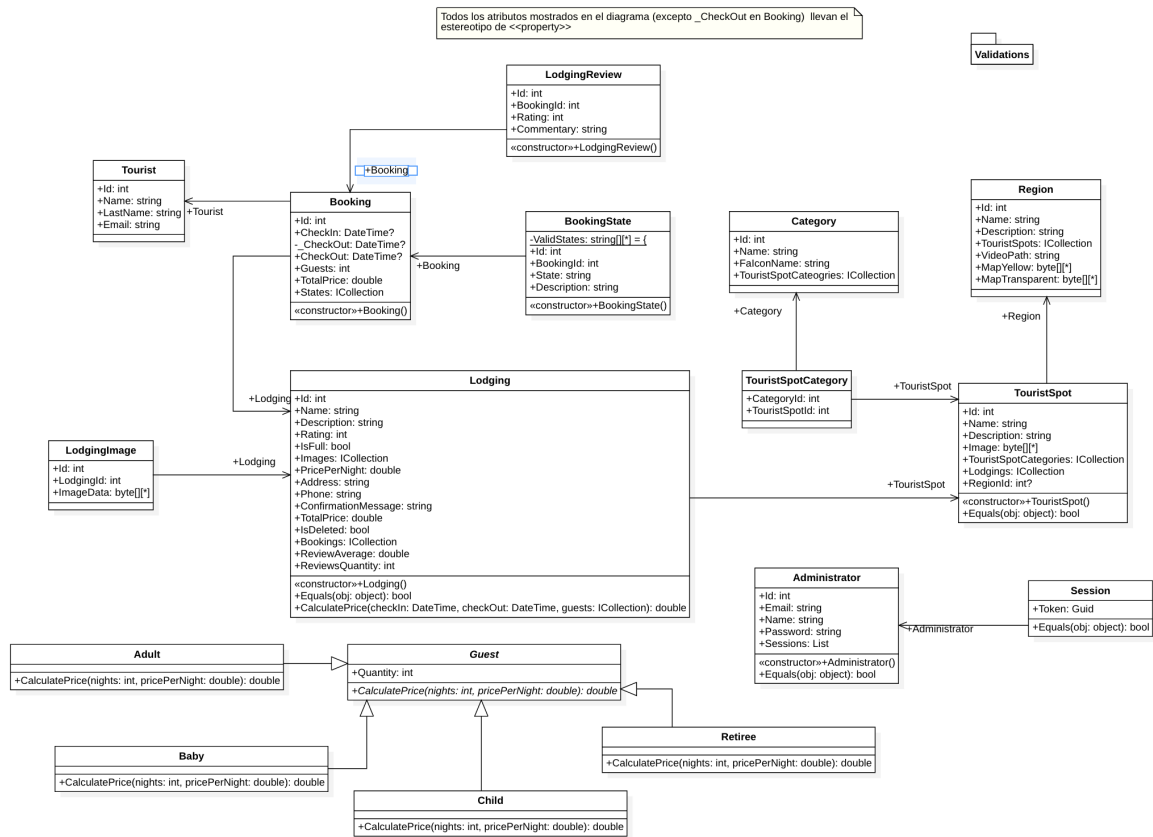 Todos los atributos mostrados en el diagrama (excepto _CheckOut en Booking)  llevan el
estereotipo de <<property>>
Validations
LodgingReview
+Id: int
+BookingId: int
+Rating: int
+Commentary: string
«constructor»+LodgingReview()
+Booking
Tourist
+Id: int
+Name: string
+LastName: string
+Email: string
+Tourist
Booking
+Id: int
+CheckIn: DateTime?
-_CheckOut: DateTime?
+CheckOut: DateTime?
+Guests: int
+TotalPrice: double
+States: ICollection
«constructor»+Booking()
+Booking
BookingState
-ValidStates: string[][*] = {
+Id: int
+BookingId: int
+State: string
+Description: string
«constructor»+BookingState()
Category
+Id: int
+Name: string
+FaIconName: string
+TouristSpotCateogries: ICollection
+Category
Region
+Id: int
+Name: string
+Description: string
+TouristSpots: ICollection
+VideoPath: string
+MapYellow: byte[][*]
+MapTransparent: byte[][*]
+Region
TouristSpotCategory
+CategoryId: int
+TouristSpotId: int
+TouristSpot
TouristSpot
+Id: int
+Name: string
+Description: string
+Image: byte[][*]
+TouristSpotCategories: ICollection
+Lodgings: ICollection
+RegionId: int?
«constructor»+TouristSpot()
+Equals(obj: object): bool
+TouristSpot
Lodging
+Lodging
+Id: int
+Name: string
+Description: string
+Rating: int
+IsFull: bool
+Images: ICollection
+PricePerNight: double
+Address: string
+Phone: string
+ConfirmationMessage: string
+TotalPrice: double
+IsDeleted: bool
+Bookings: ICollection
+ReviewAverage: double
+ReviewsQuantity: int
«constructor»+Lodging()
+Equals(obj: object): bool
+CalculatePrice(checkIn: DateTime, checkOut: DateTime, guests: ICollection): double
LodgingImage
+Id: int
+LodgingId: int
+ImageData: byte[][*]
+Lodging
Administrator
+Id: int
+Email: string
+Name: string
+Password: string
+Sessions: List
«constructor»+Administrator()
+Equals(obj: object): bool
+Administrator
Session
+Token: Guid
+Equals(obj: object): bool
Adult
+CalculatePrice(nights: int, pricePerNight: double): double
Guest
+Quantity: int
+CalculatePrice(nights: int, pricePerNight: double): double
Retiree
+CalculatePrice(nights: int, pricePerNight: double): double
Baby
+CalculatePrice(nights: int, pricePerNight: double): double
Child
+CalculatePrice(nights: int, pricePerNight: double): double